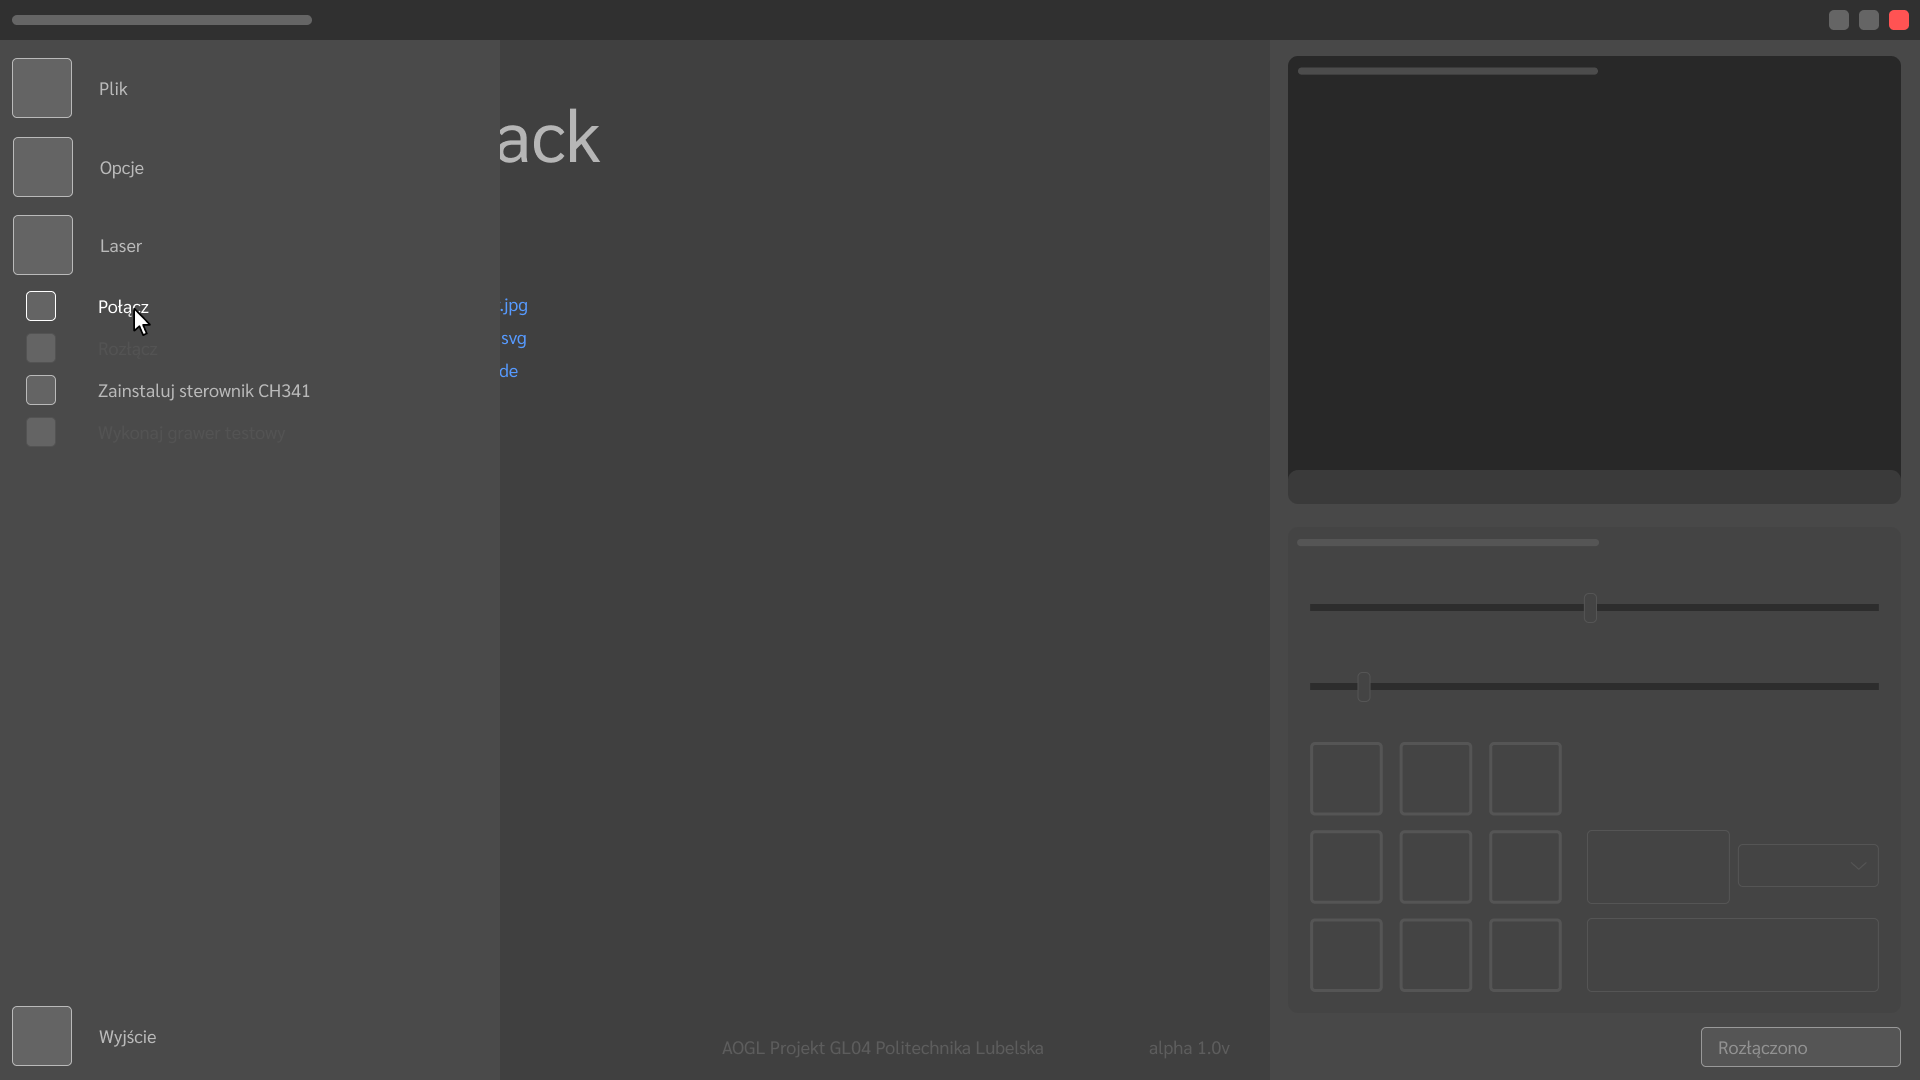 Plik
ack
Opcje
Laser
Połącz
.jpg
svg
Rozłącz
de
Zainstaluj sterownik CH341
Wykonaj grawer testowy
Wyjście
AOGL Projekt GL04 Politechnika Lubelska
alpha 1.0v
Rozłączono